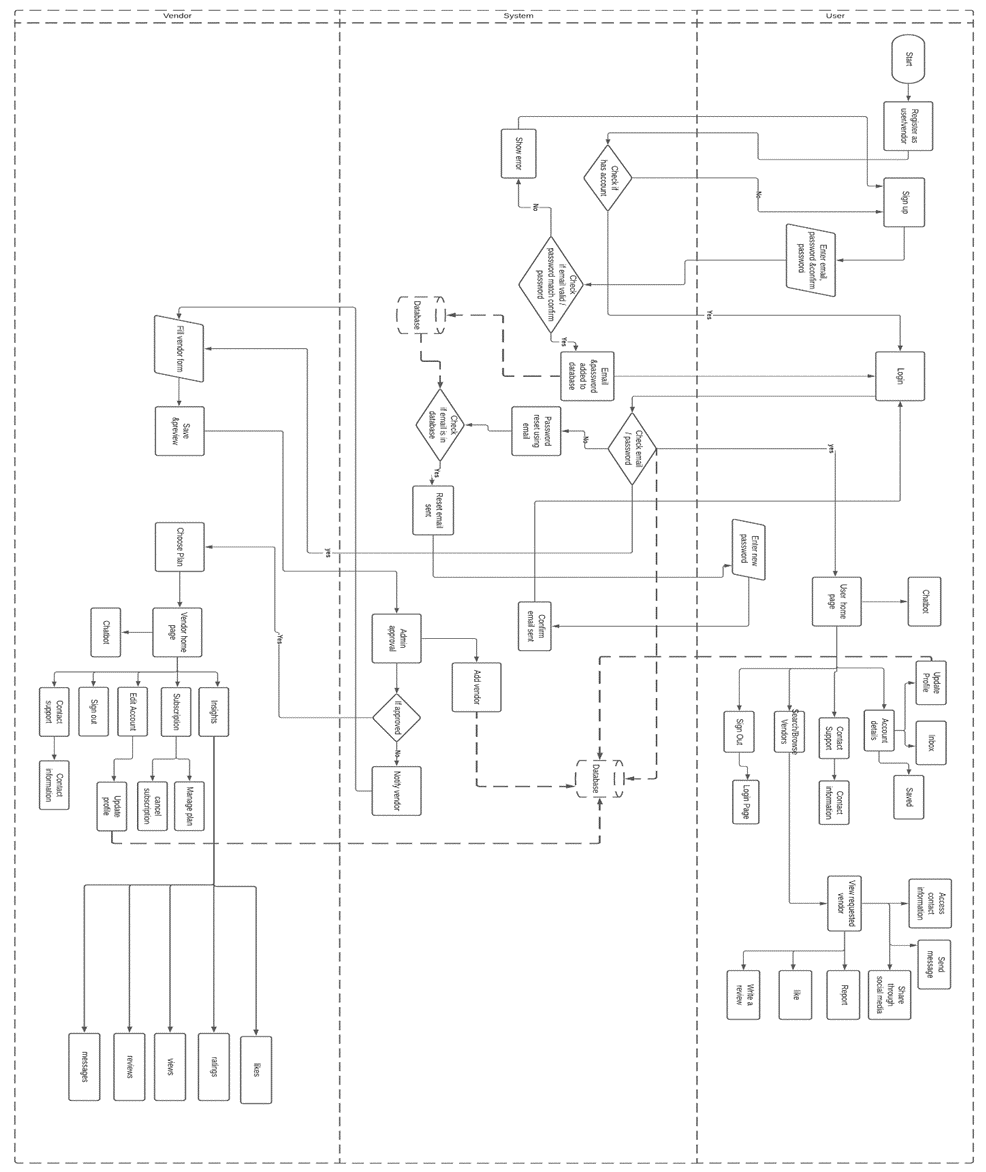 Vendor
System
User
Start
Register as
user/vendor
Show error
Check if
has account
No
Sign up
No
Enter email,
password &confirm
password
Check
if email valid /
password match confirm
password
Yes
Yes
Database
Fill vendor form
Email
&password
added to
database
Login
Save
&preview
Check
if email is in
database
Password
reset using
email
No
Check email
/ password
yes
Yes
Reset email
sent
Choose Plan
yes
Enter new
password
User home
page
Chatbot
Chatbot
Vendor home
page
Yes
Admin
approval
Confirm
email sent
Add vendor
Update
Profile
Contact
support
Sign out
Edit Account
Subscription
Insights
If approved
Sign Out
Search/Browse
Vendors
Contact
Support
Account
details
Inbox
No
Contact
information
Update
profile
cancel
subscription
Manage plan
Notify vendor
Database
Login Page
Contact
information
Saved
View requested
vendor
Access
contact
information
Send
message
Write a
review
like
Report
Share
through
social media
messages
reviews
views
ratings
likes